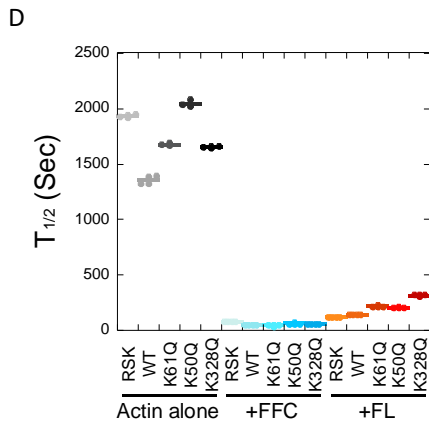 D
2500
2000
1500
1000
500
0
T1/2 (Sec)
RSK WT K61Q K50Q K328Q RSK WT K61Q K50Q K328Q RSK WT K61Q K50Q K328Q
Actin alone +FFC +FL